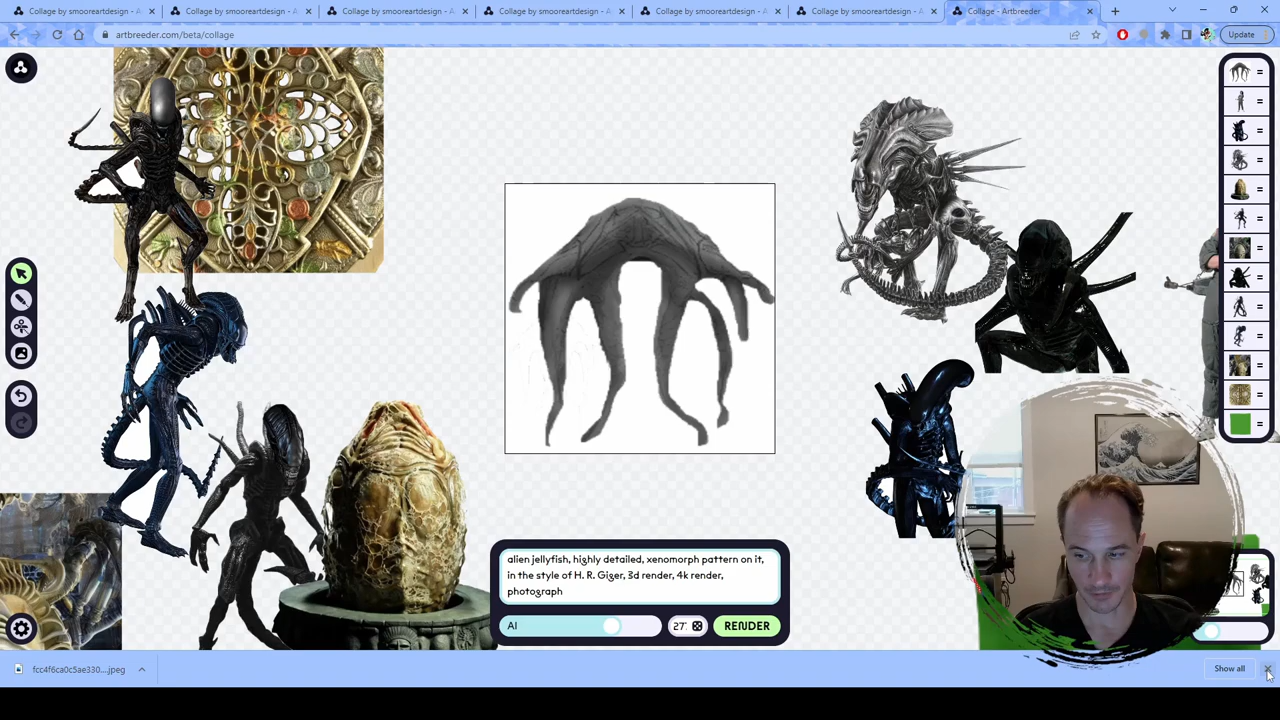 Collage by smooreartdesign - A
Collage by smooreartdesign - A
Collage by smooreartdesign - A
Collage by smooreartdesign - A
Collage by smooreartdesign - A
Collage by smooreartdesign - A
Collage - Artbreeder
artbreeder.com/beta/collage
Update
alien jellyfish, highly detailed, xenomorph pattern on it,
in the style of H. R. Giger, 3d render, 4k render,
photograph
AI
27
RENDER
fcc4f6ca0c5ae330....jpeg
Show all